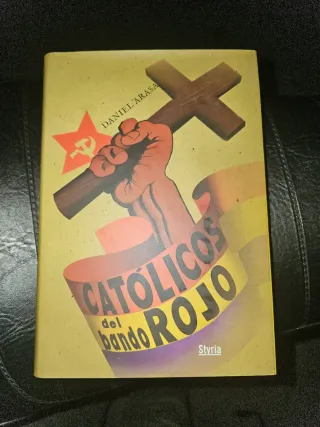 DANIEL ARASA
CATÓLICOS
del
bando ROJO
Styria